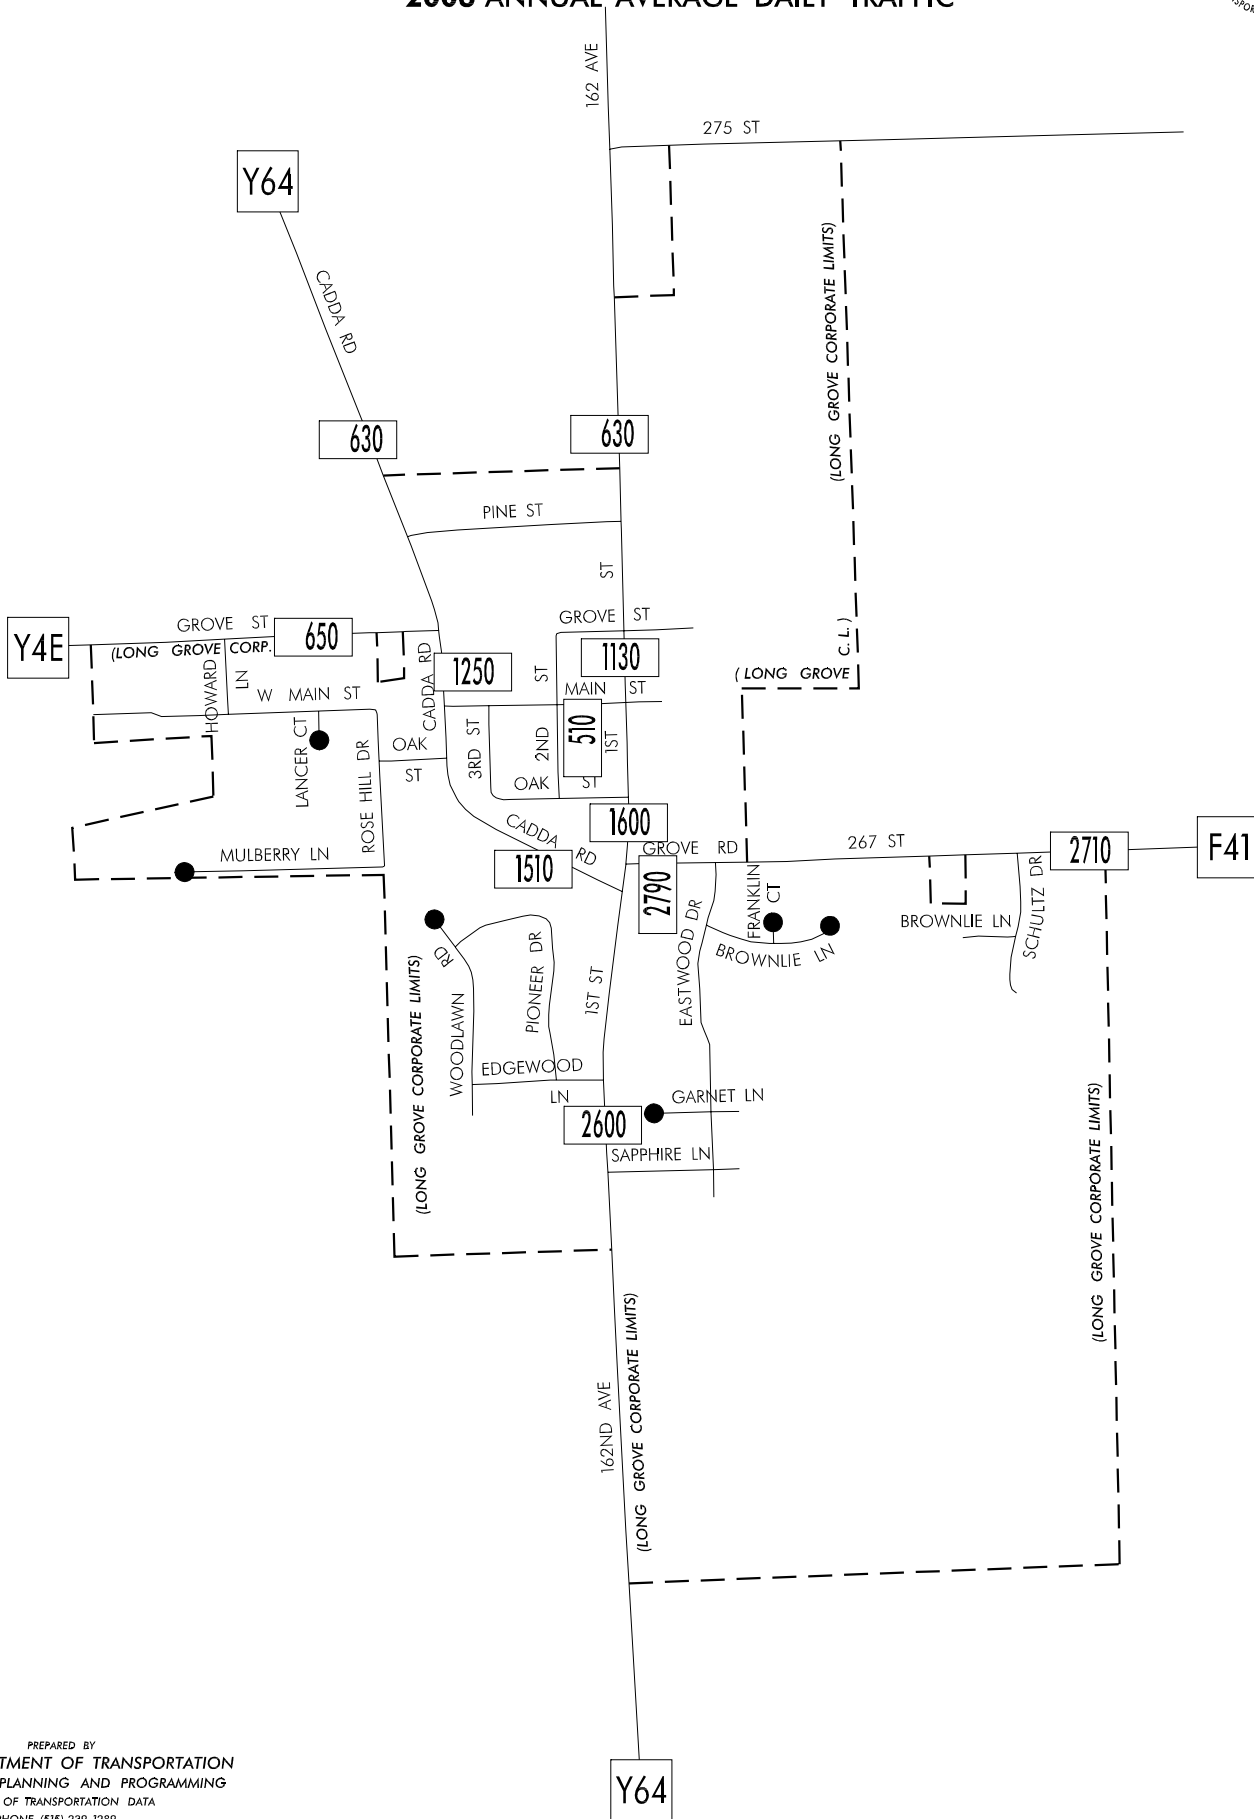 ANNUAL AVERAGE DAILY TRAFFIC
162 AVE
275 ST
Y64
CADDA RD
(LONG GROVE CORPORATE LIMITS)
630
630
PINE ST
ST
GROVE ST
GROVE ST
Y4E
650
(LONG GROVE CORP.
1130
C. L. )
HOWARD
LN
CADDA RD
1250
ST
( LONG GROVE
W MAIN ST
MAIN ST
LANCER CT
ROSE HILL DR
OAK
ST
3RD ST
2ND
510
1ST
OAK ST
1600
CADDA RD
MULBERRY LN
1510
GROVE RD
267 ST
2710
F41
2790
FRANKLIN
CT
EASTWOOD DR
BROWNLIE LN
BROWNLIE LN
SCHULTZ DR
RD
WOODLAWN
PIONEER DR
1ST ST
(LONG GROVE CORPORATE LIMITS)
EDGEWOOD
LN
GARNET LN
2600
SAPPHIRE LN
(LONG GROVE CORPORATE LIMITS)
162ND AVE
(LONG GROVE CORPORATE LIMITS)
PREPARED BY
TMENT OF TRANSPORTATION
PLANNING AND PROGRAMMING
OF TRANSPORTATION DATA
Y64